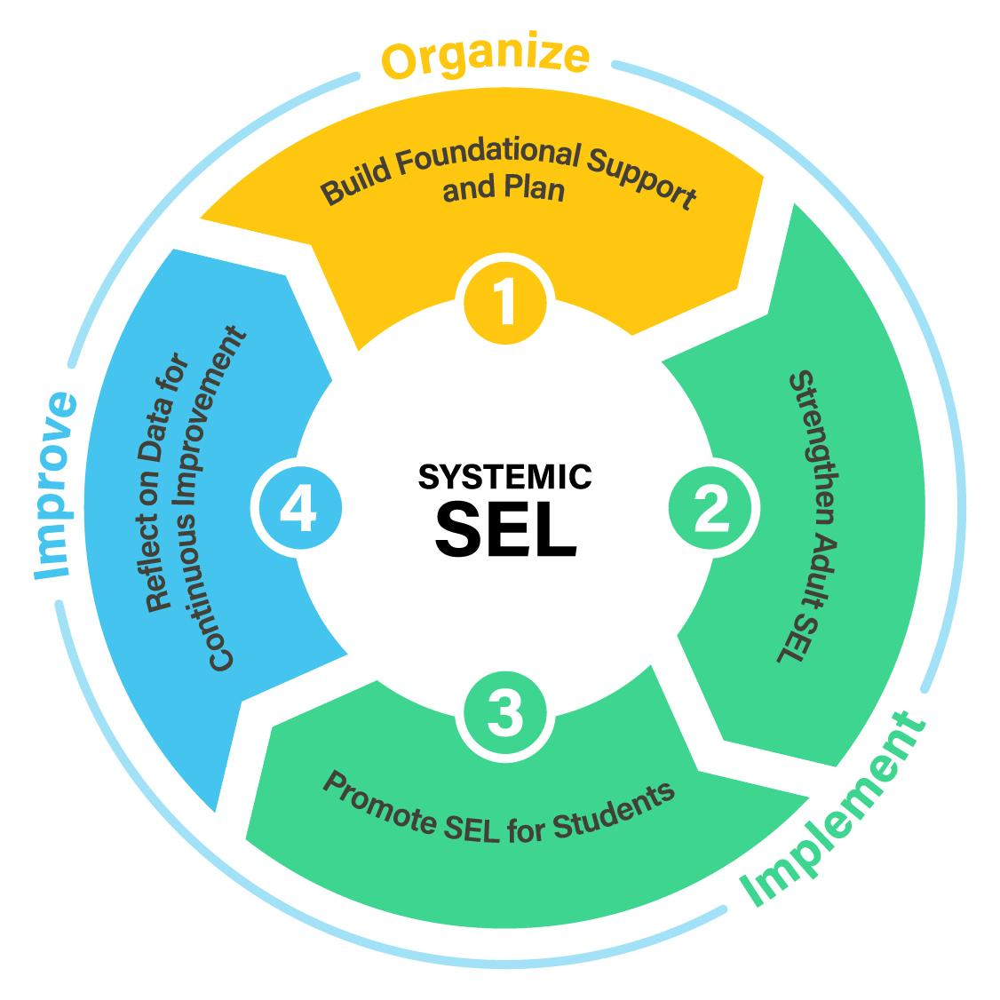 Organize
Build Foundational Support
and Plan
1
Strengthen Adult SEL
2
Implement
Promote SEL for Students
3
Improve
Reflect on Data for
Continuous Improvement
4
SYSTEMIC
SEL